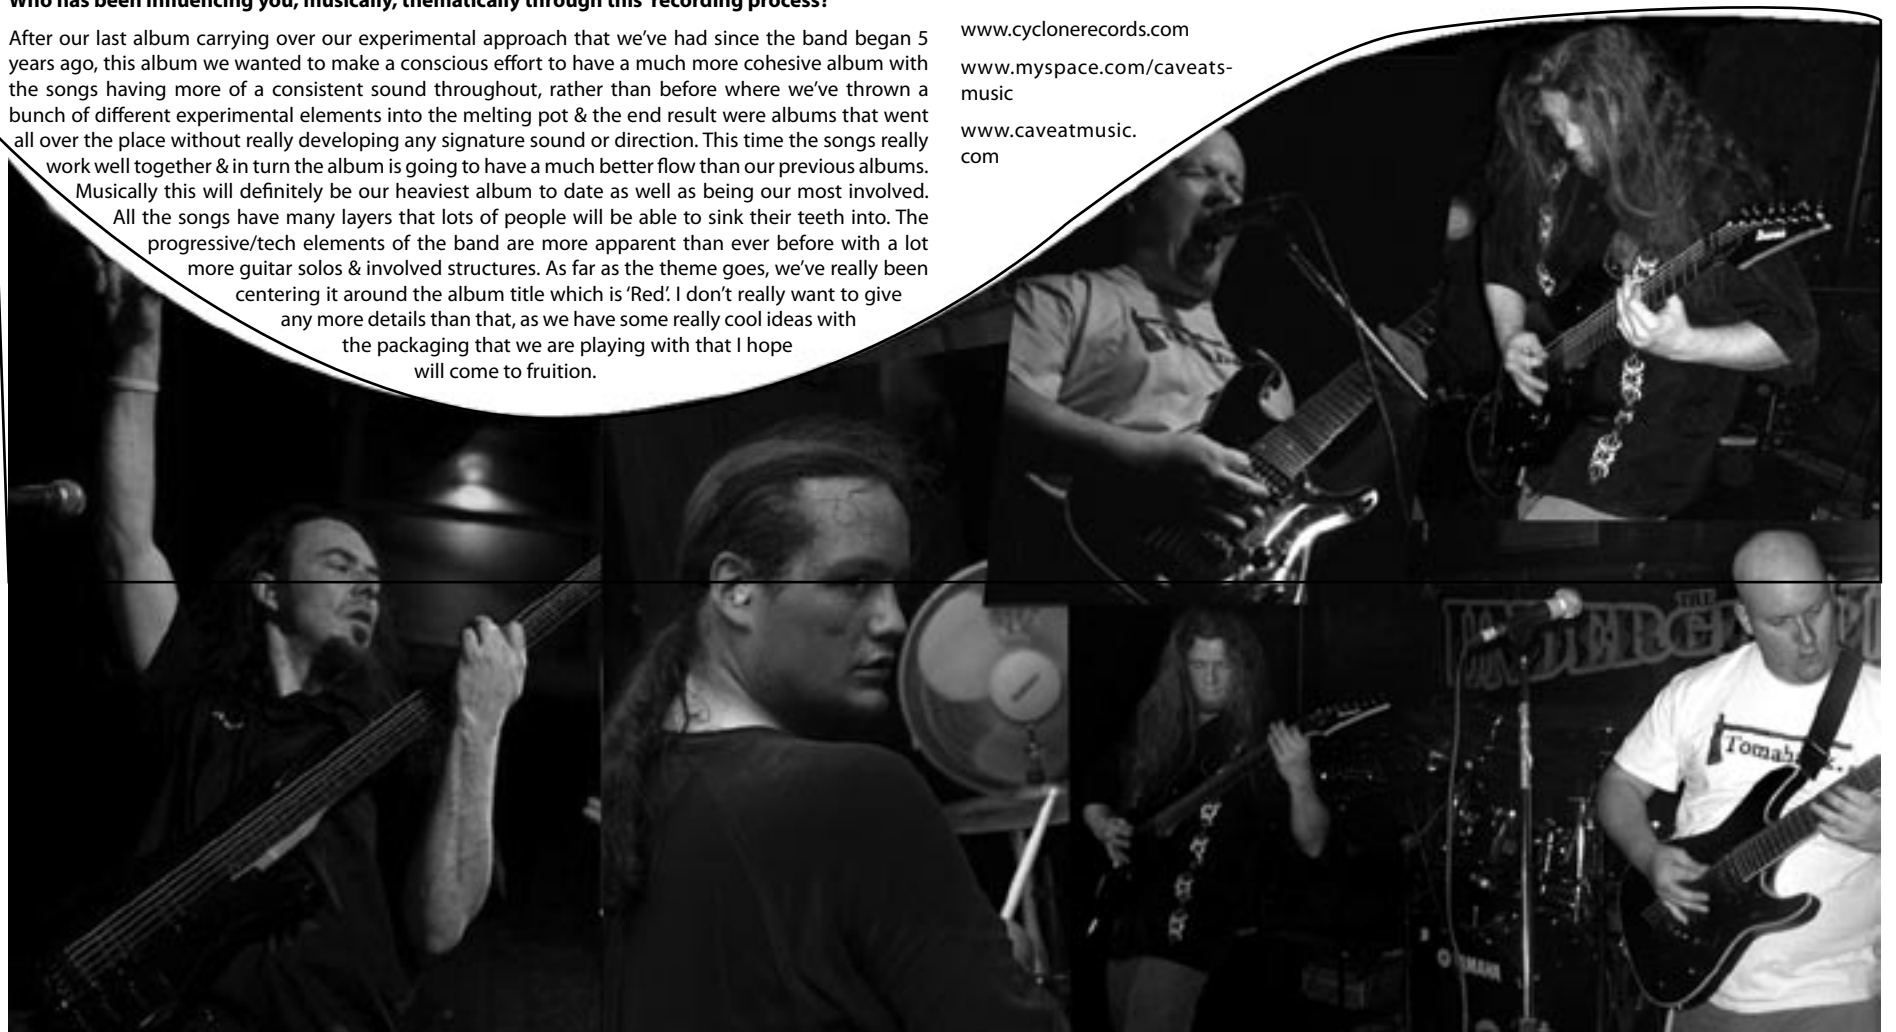 Who has been influencing you, musically, thematically through this recording process?
After our last album carrying over our experimental approach that we’ve had since the band began 5
years ago, this album we wanted to make a conscious effort to have a much more cohesive album with
the songs having more of a consistent sound throughout, rather than before where we’ve thrown a
bunch of different experimental elements into the melting pot & the end result were albums that went
all over the place without really developing any signature sound or direction. This time the songs really
work well together & in turn the album is going to have a much better flow than our previous albums.
Musically this will definitely be our heaviest album to date as well as being our most involved.
All the songs have many layers that lots of people will be able to sink their teeth into. The
progressive/tech elements of the band are more apparent than ever before with a lot
more guitar solos & involved structures. As far as the theme goes, we’ve really been
centering it around the album title which is ‘Red’. I don’t really want to give
any more details than that, as we have some really cool ideas with
the packaging that we are playing with that I hope
will come to fruition.
www.cyclonerecords.com
www.myspace.com/caveats-
music
www.caveatmusic.
com
Ibanez
THE